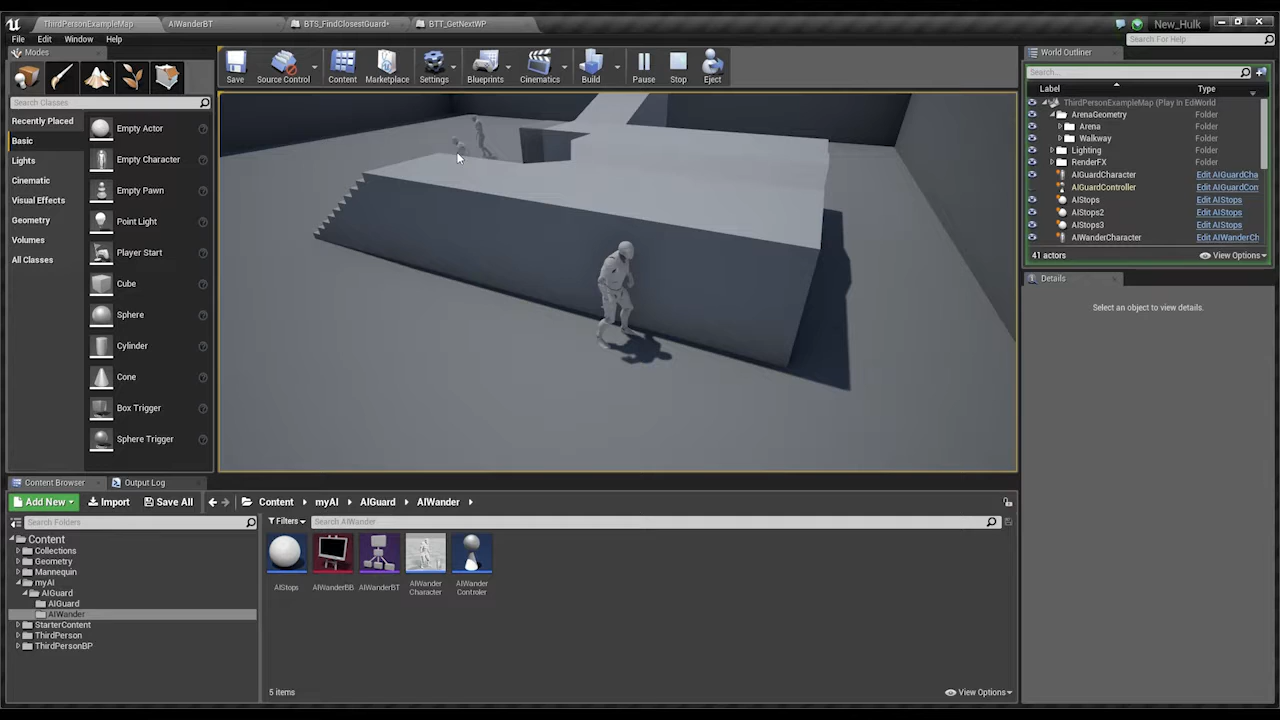 ThirdPersonExampleMap
AIWanderBT
BTS_FindClosestGuard*
BTT_GetNextWP
New_Hulk
File Edit Window Help
Search For Help
Modes
Save
Source Control
Content
Marketplace
Settings
Blueprints
Cinematics
Build
Pause
Stop
Eject
World Outliner
Search Classes
Search...
Label Type
Recently Placed
Basic
Lights
Cinematic
Visual Effects
Geometry
Volumes
All Classes
Empty Actor
Empty Character
Empty Pawn
Point Light
Player Start
Cube
Sphere
Cylinder
Cone
Box Trigger
Sphere Trigger
ThirdPersonExampleMap (Play In Edi World
ArenaGeometry Folder
Arena Folder
Walkway Folder
Lighting Folder
RenderFX Folder
AIGuardCharacter Edit AIGuardCha
AIGuardController Edit AIGuardCon
AIStops Edit AIStops
AIStops2 Edit AIStops
AIStops3 Edit AIStops
AIWanderCharacter Edit AIWanderCh
41 actors View Options
Details
Select an object to view details.
Content Browser Output Log
Add New Import Save All Content myAI AIGuard AIWander
Search Folders
Filters Search AIWander
Content
Collections
Geometry
Mannequin
myAI
AIGuard
AIGuard
AIWander
StarterContent
ThirdPerson
ThirdPersonBP
AIStops
AIWanderBB
AIWanderBT
AIWander
Character
AIWander
Controler
5 items View Options